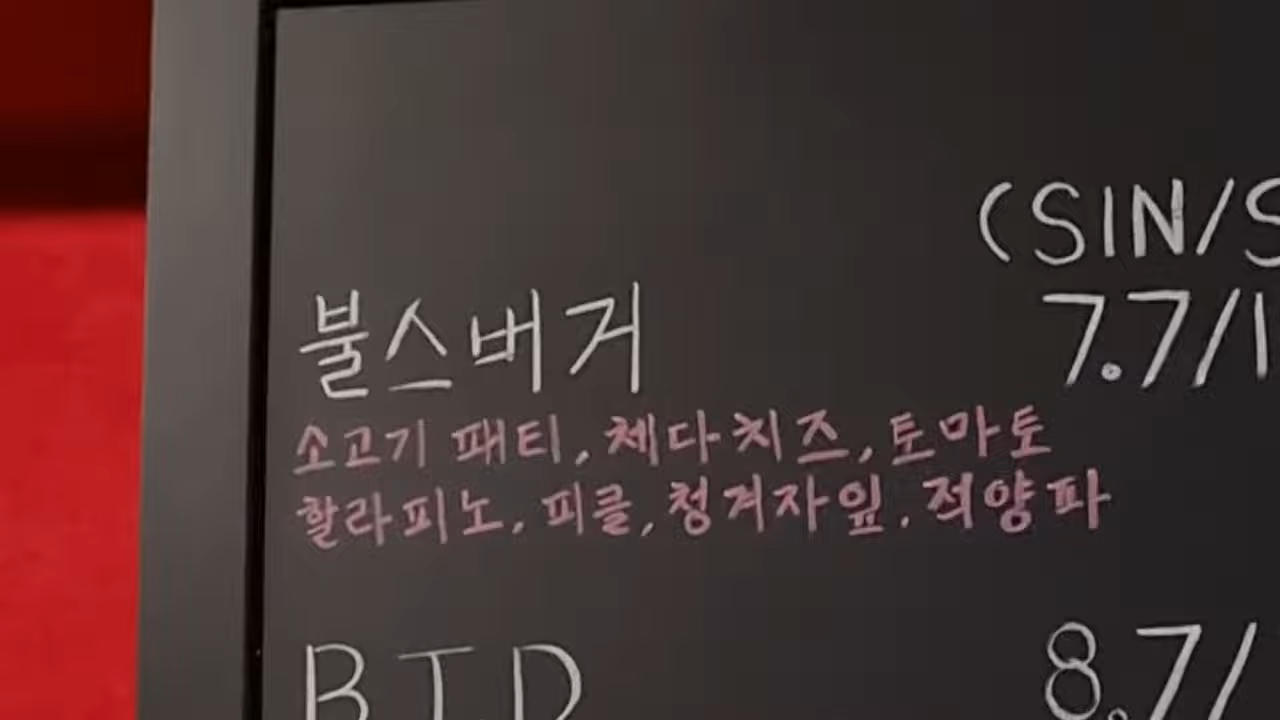 (SIN/S
불스버거 7.7/1
소고기 패티, 체다치즈, 토마토
할라피노, 피클, 청겨자잎, 적양파
BTD 8.7/